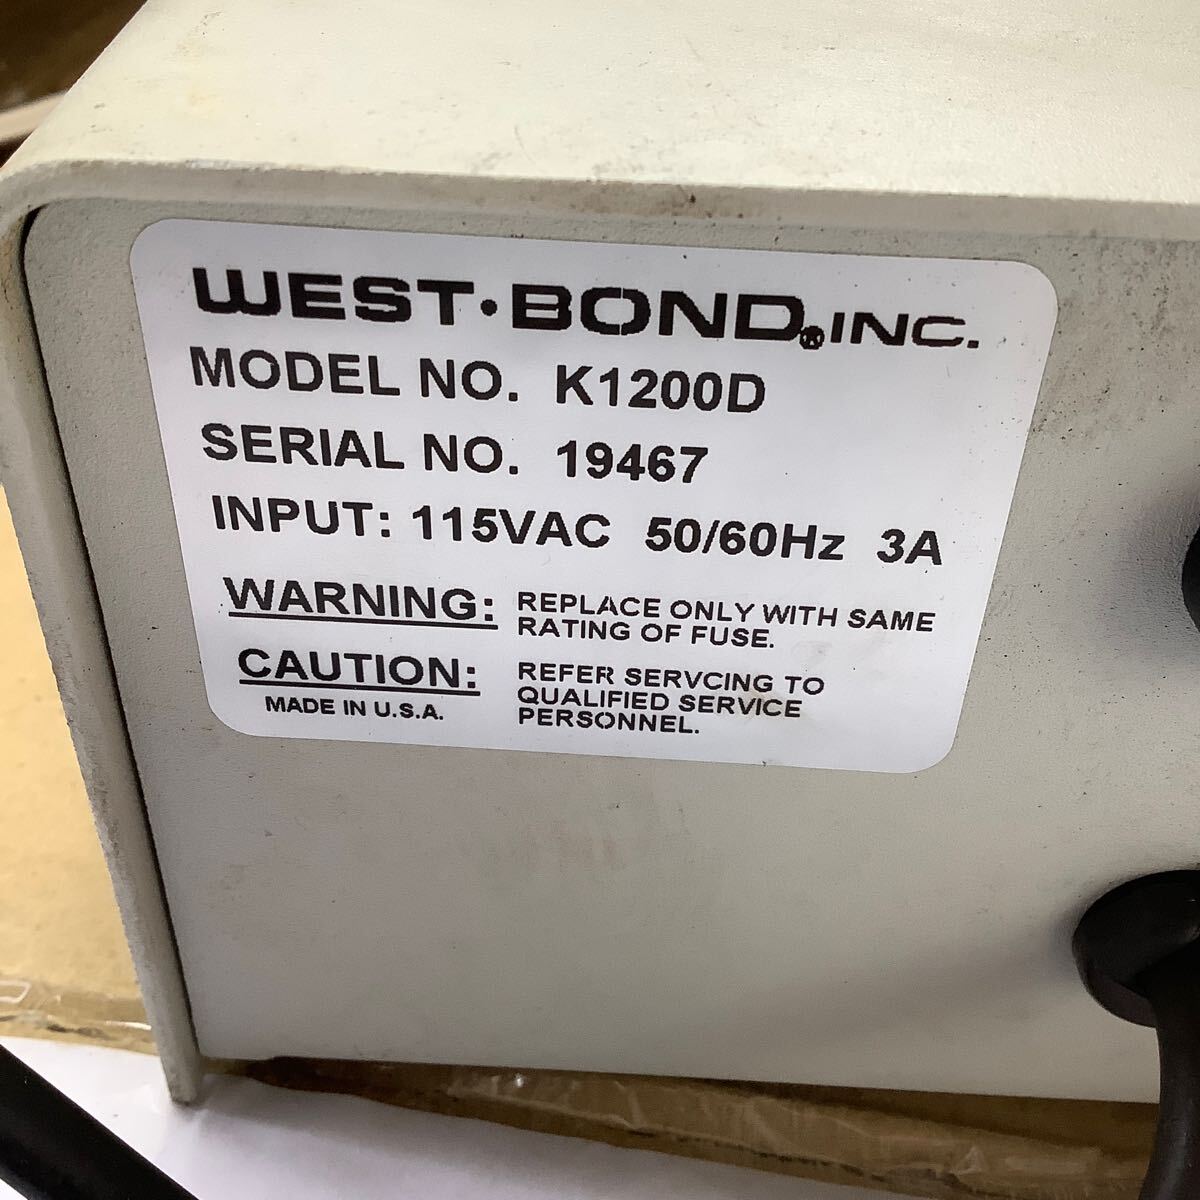 WEST·BOND® INC.
MODEL NO. K1200D
SERIAL NO. 19467
INPUT: 115VAC 50/60Hz 3A
WARNING: REPLACE ONLY WITH SAME
RATING OF FUSE.
CAUTION: REFER SERVCING TO
QUALIFIED SERVICE
PERSONNEL.
MADE IN U.S.A.